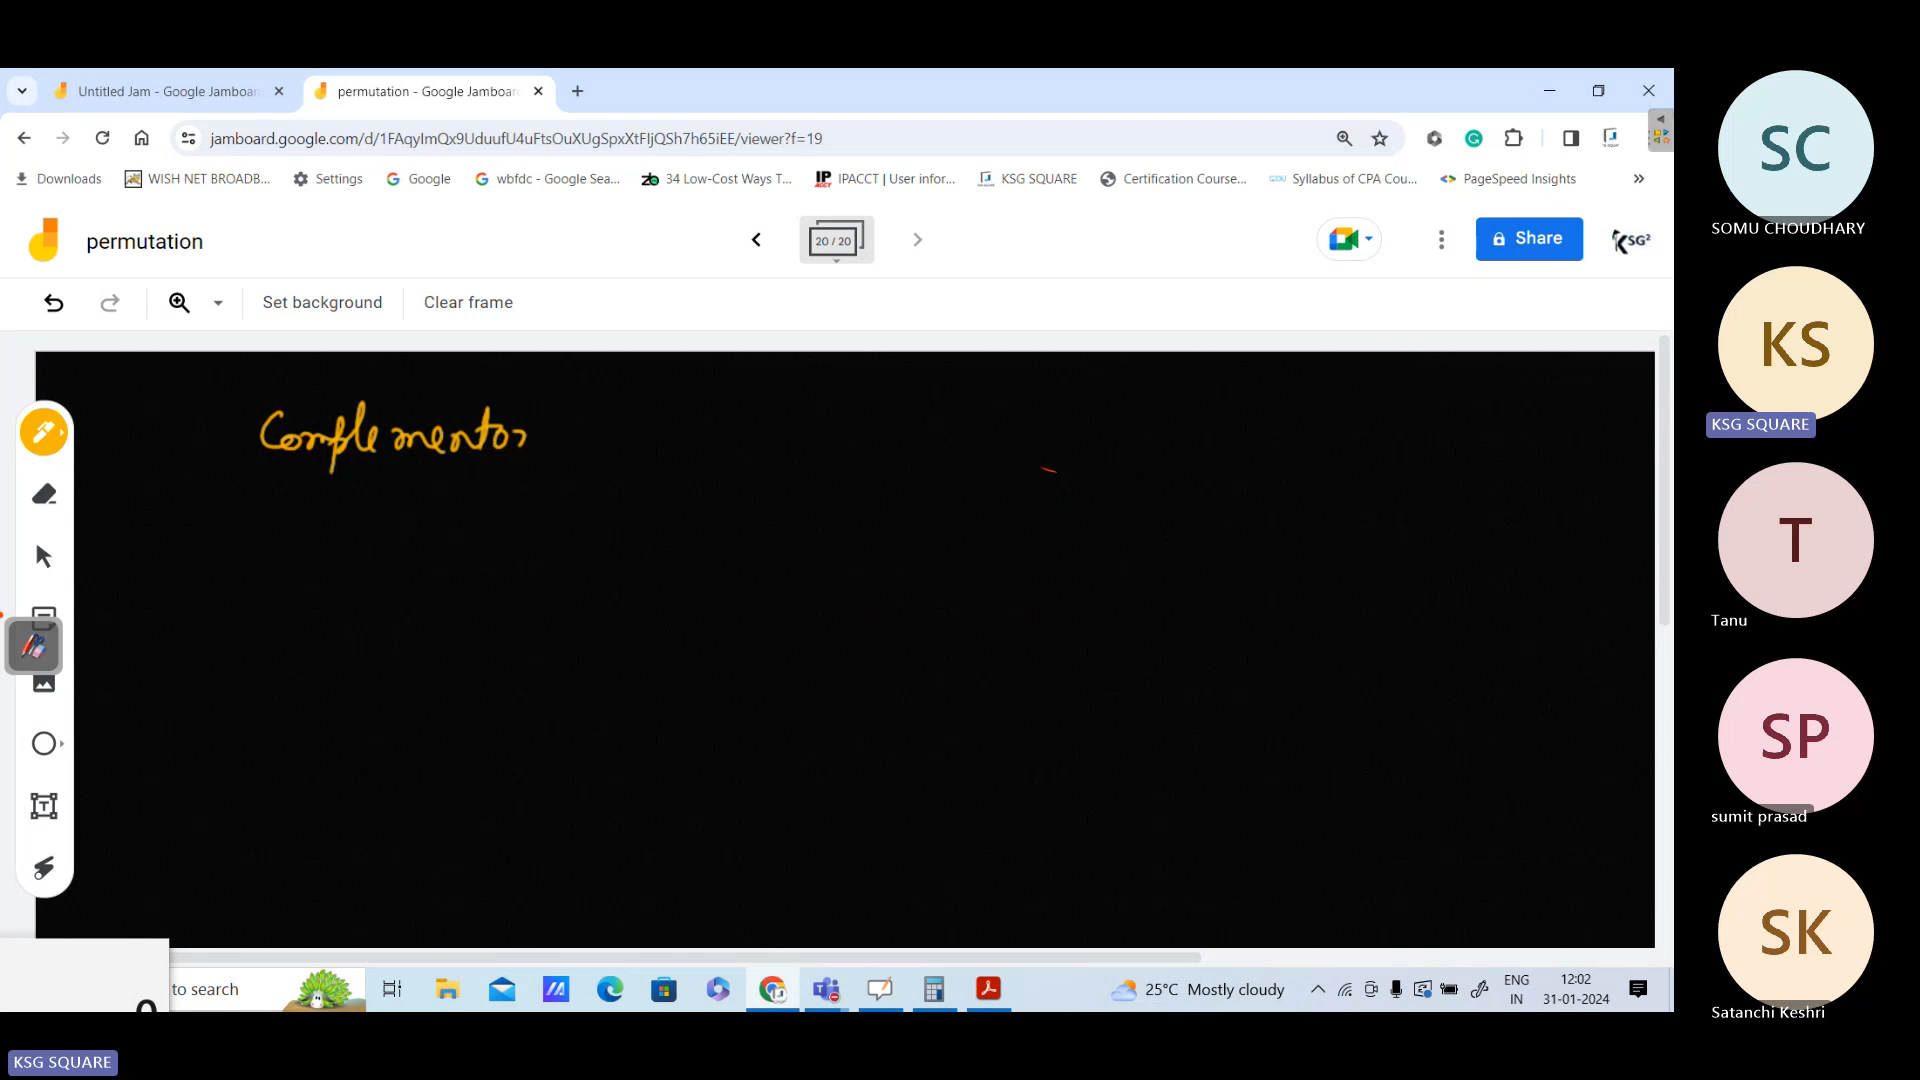 Untitled Jam - Google Jamboar
permutation - Google Jamboar
jamboard.google.com/d/1FAqyImQx9UduufU4uFtsOuXUgSpxXtFIjQSh7h65iEE/viewer?f=19
Downloads
WISH NET BROADB...
Settings
Google
wbfdc - Google Sea...
34 Low-Cost Ways T...
IPACCT | User infor...
KSG SQUARE
Certification Course...
Syllabus of CPA Cou...
PageSpeed Insights
permutation
20 / 20
Share
KSG²
Set background
Clear frame
Complementor
to search
25°C Mostly cloudy
ENG
IN
12:02
31-01-2024
SC
SOMU CHOUDHARY
KS
KSG SQUARE
T
Tanu
SP
sumit prasad
SK
Satanchi Keshri
KSG SQUARE